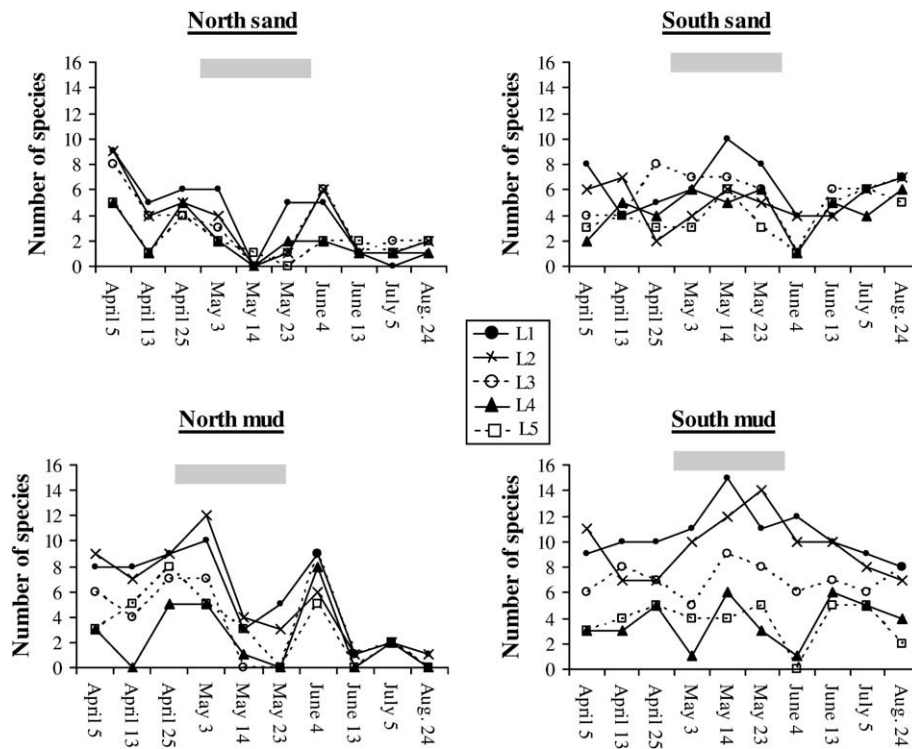 North sand
Number of species
16
14
12
10
8
6
4
2
0
April 5
April 13
April 25
May 3
May 14
May 23
June 4
June 13
July 5
Aug. 24
South sand
Number of species
16
14
12
10
8
6
4
2
0
April 5
April 13
April 25
May 3
May 14
May 23
June 4
June 13
July 5
Aug. 24
L1
L2
L3
L4
L5
North mud
Number of species
16
14
12
10
8
6
4
2
0
April 5
April 13
April 25
May 3
May 14
May 23
June 4
June 13
July 5
Aug. 24
South mud
Number of species
16
14
12
10
8
6
4
2
0
April 5
April 13
April 25
May 3
May 14
May 23
June 4
June 13
July 5
Aug. 24